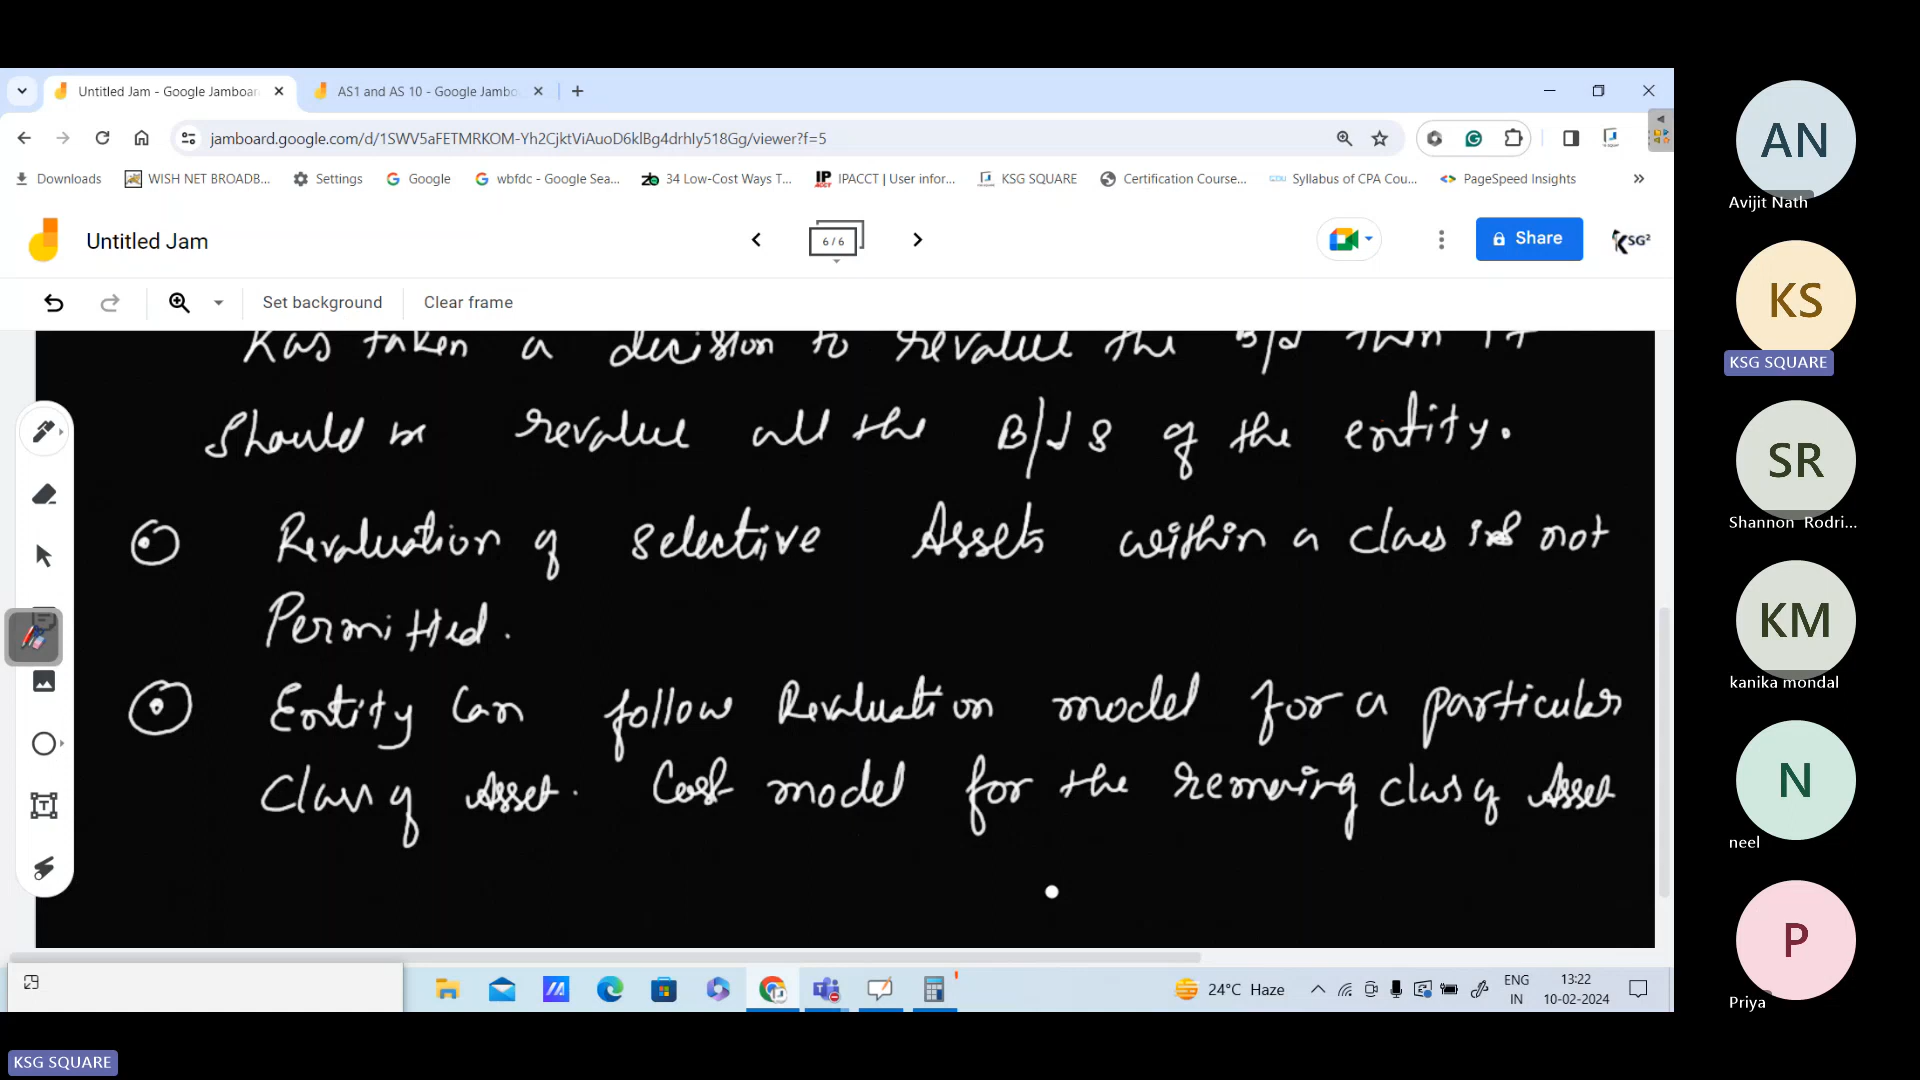 Untitled Jam - Google Jamboar
AS1 and AS 10 - Google Jambo
jamboard.google.com/d/1SWV5aFETMRKOM-Yh2CjktViAuoD6klBg4drhIy518Gg/viewer?f=5
Downloads WISH NET BROADB... Settings Google wbfdc - Google Sea... 34 Low-Cost Ways T... IPACCT | User infor... KSG SQUARE Certification Course... Syllabus of CPA Cou... PageSpeed Insights
Untitled Jam
6 / 6
Share
KSG²
Set background Clear frame
Has taken a decision to revalue the B/d then it
should be revalue all the B/d s of the entity.
Revaluation of selective Assets within a class is not
Permitted.
Entity can follow Revaluation model for a particular
class of Asset. Cost model for the remaining class of Asset
24°C Haze
ENG
IN
13:22
10-02-2024
AN
Avijit Nath
KS
KSG SQUARE
SR
Shannon Rodri...
KM
kanika mondal
N
neel
P
Priya
KSG SQUARE